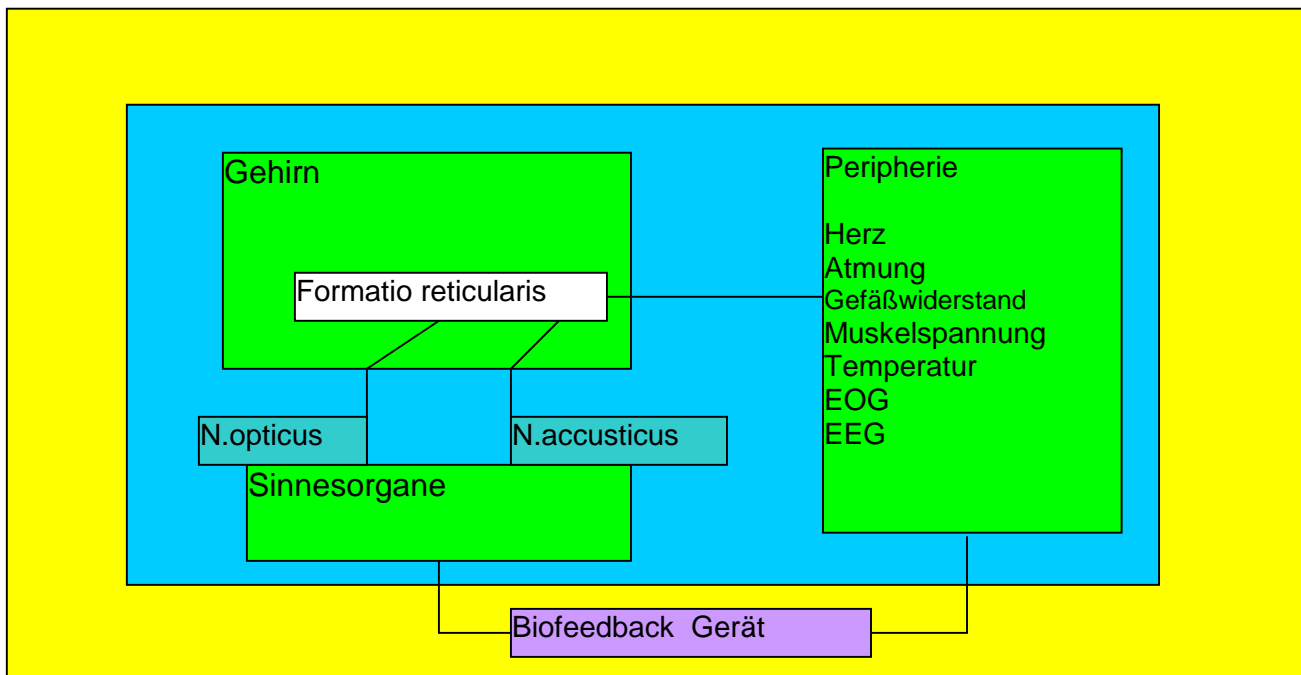 Gehirn
Formatio reticularis
N.opticus
N.accusticus
Sinnesorgane
Peripherie
Herz
Atmung
Gefäßwiderstand
Muskelspannung
Temperatur
EOG
EEG
Biofeedback  Gerät